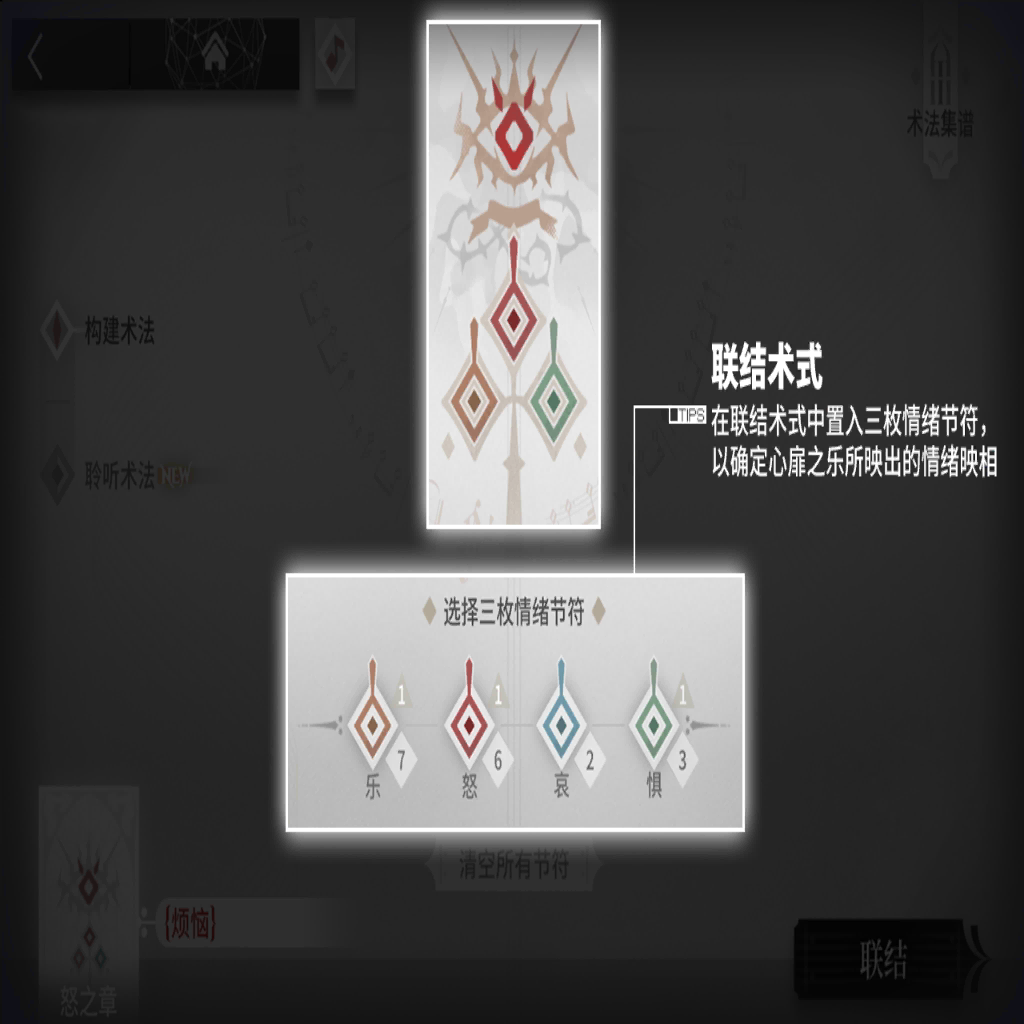 术法集谱
构建术法
聆听术法 NEW
联结术式
TIPS 在联结术式中置入三枚情绪节符，
以确定心扉之乐所映出的情绪映相
选择三枚情绪节符
1 1 1
7 6 2 3
乐 怒 哀 惧
清空所有节符
{烦恼}
怒之章
联结